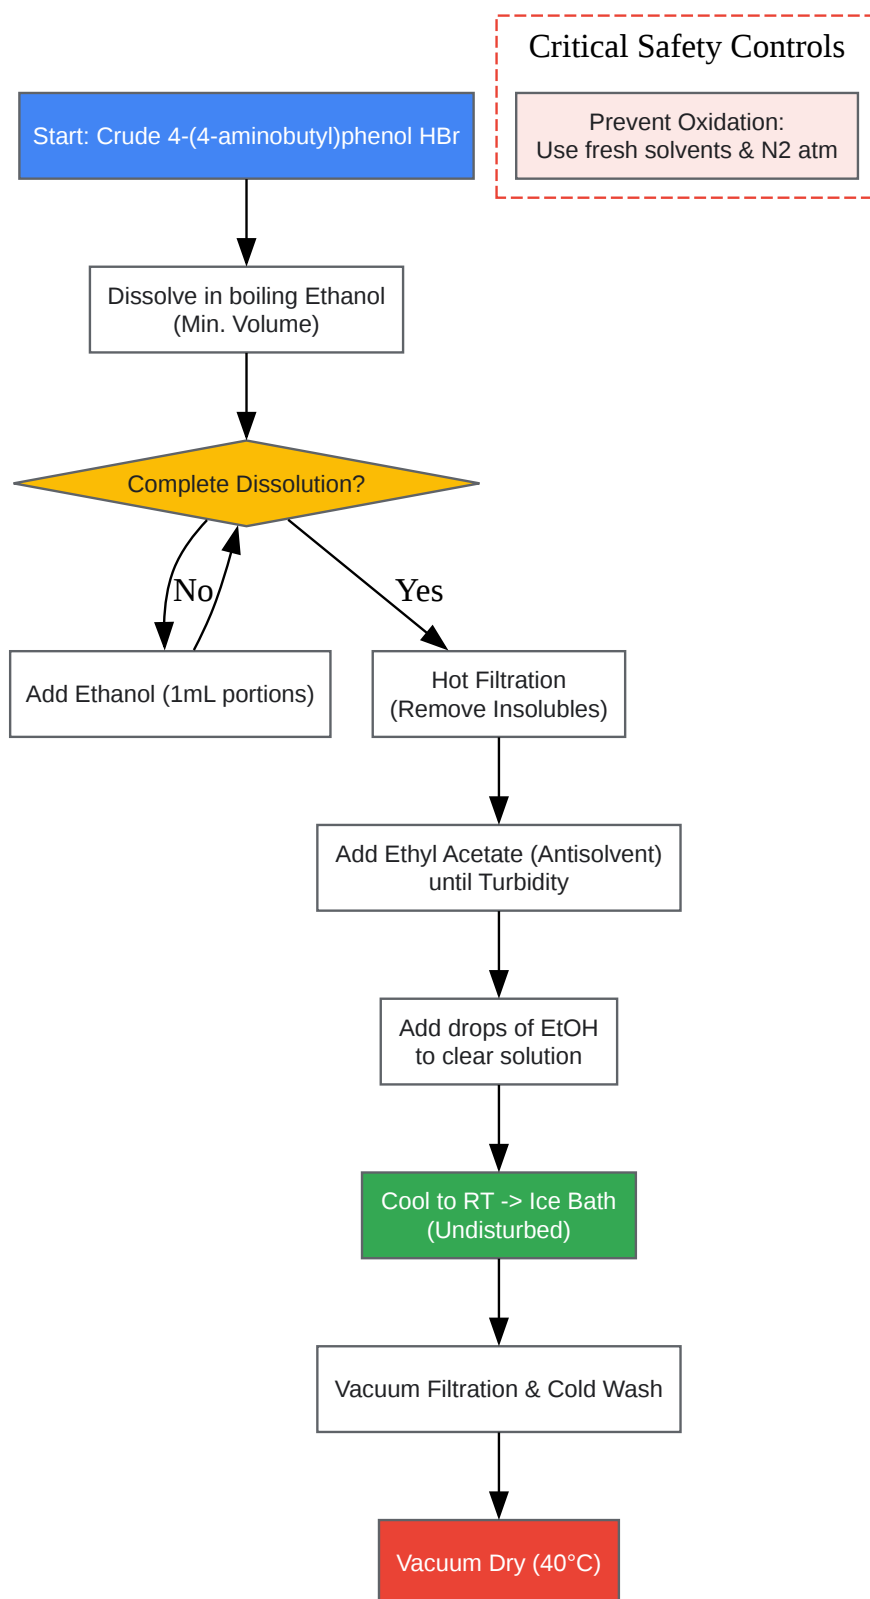 Critical Safety Controls
Start: Crude 4-(4-aminobutyl)phenol HBr
Prevent Oxidation:
Use fresh solvents & N2 atm
Dissolve in boiling Ethanol
(Min. Volume)
Complete Dissolution?
No
Yes
Add Ethanol (1mL portions)
Hot Filtration
(Remove Insolubles)
Add Ethyl Acetate (Antisolvent)
until Turbidity
Add drops of EtOH
to clear solution
Cool to RT -> Ice Bath
(Undisturbed)
Vacuum Filtration & Cold Wash
Vacuum Dry (40°C)